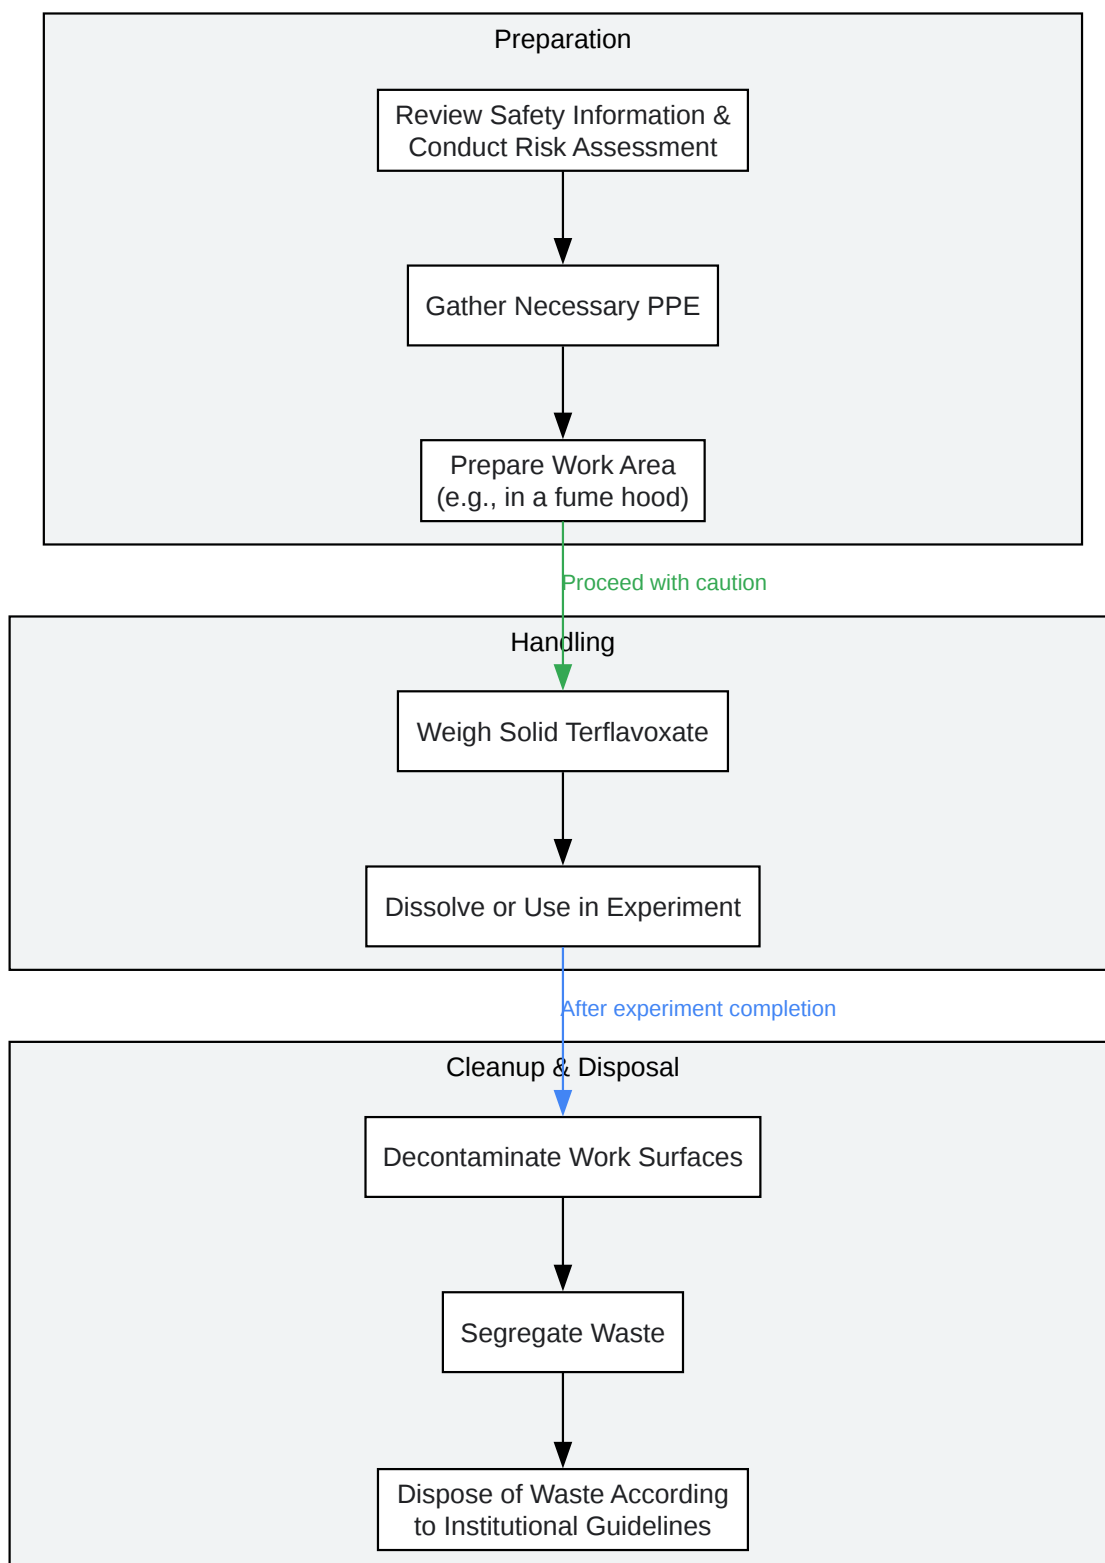 Preparation
Review Safety Information &
Conduct Risk Assessment
Gather Necessary PPE
Prepare Work Area
(e.g., in a fume hood)
Proceed with caution
Handling
Weigh Solid Terflavoxate
Dissolve or Use in Experiment
After experiment completion
Cleanup & Disposal
Decontaminate Work Surfaces
Segregate Waste
Dispose of Waste According
to Institutional Guidelines